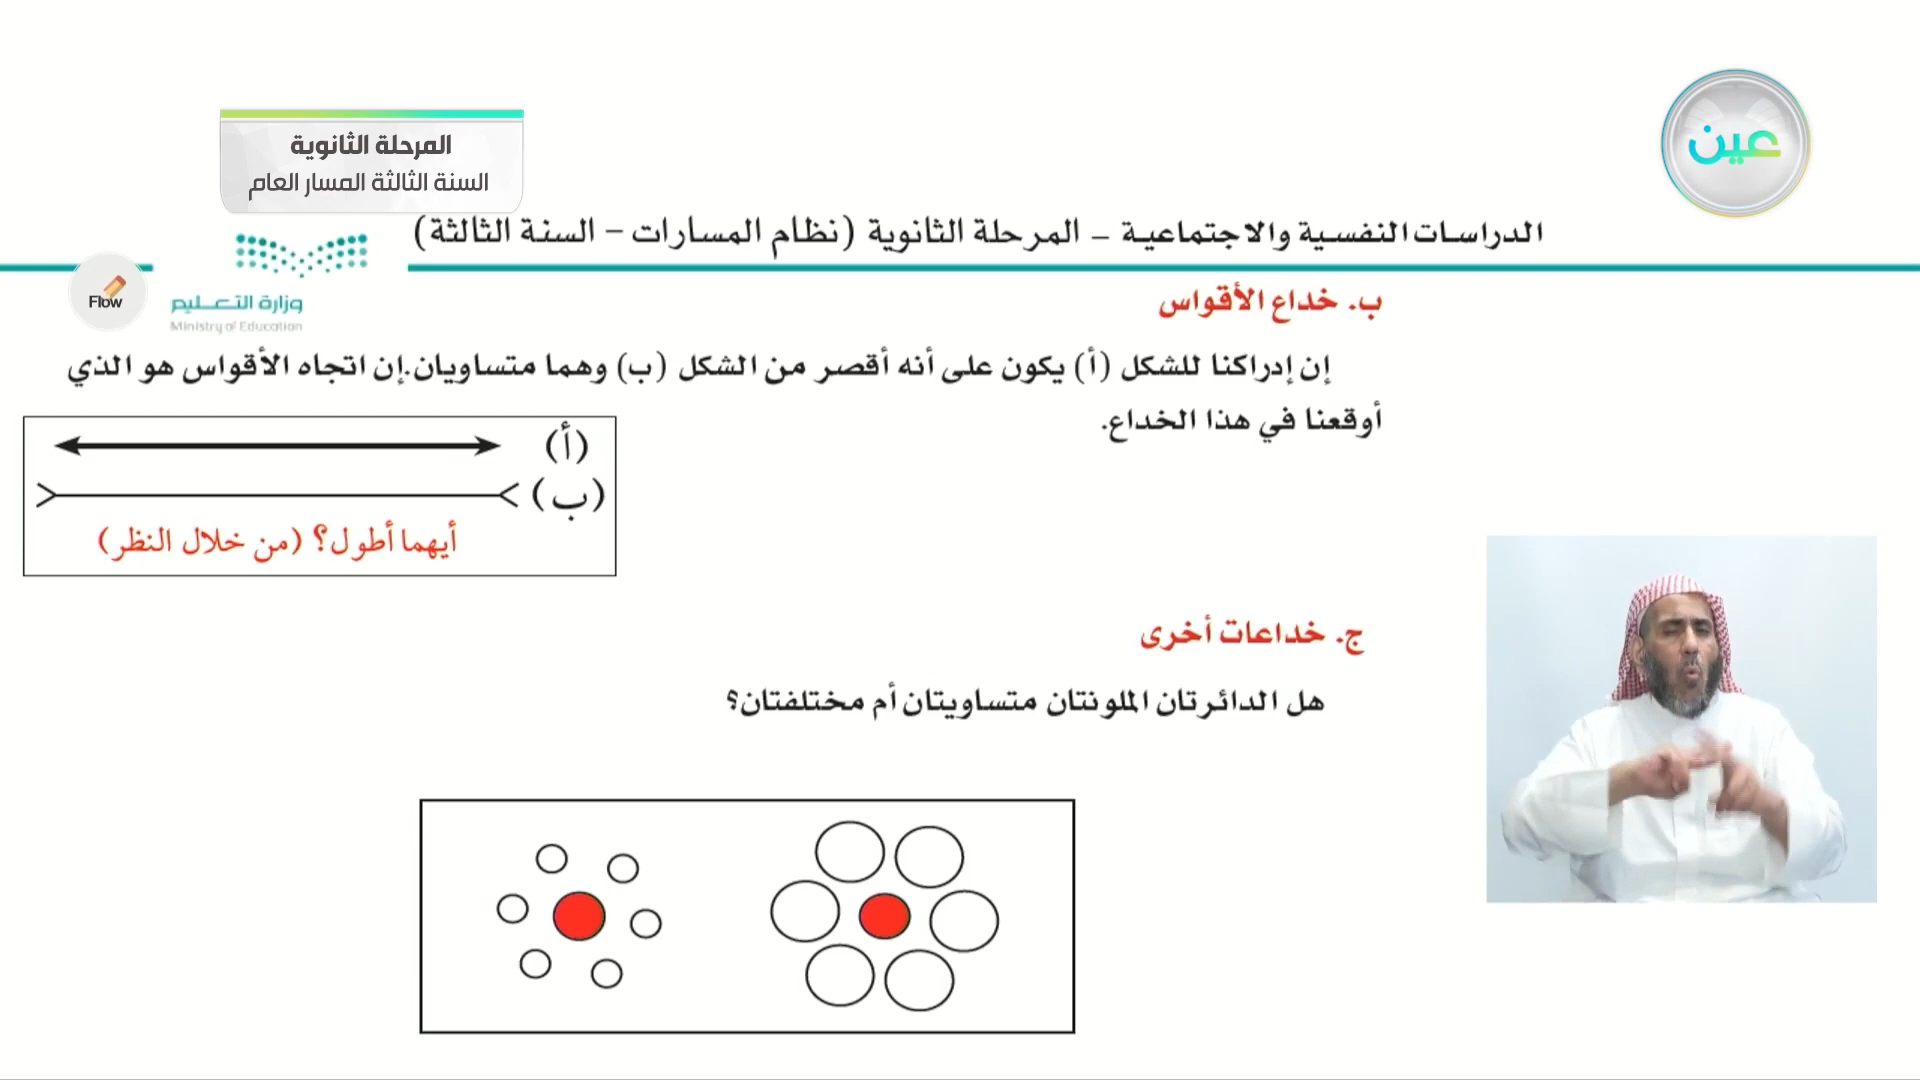 عين
المرحلة الثانوية
السنة الثالثة المسار العام
الدراسات النفسية والاجتماعية – المرحلة الثانوية (نظام المسارات – السنة الثالثة)
Flow
وزارة التعليم
Ministry of Education
ب. خداع الأقواس
إن إدراكنا للشكل (أ) يكون على أنه أقصر من الشكل (ب) وهما متساويان.إن اتجاه الأقواس هو الذي
أوقعنا في هذا الخداع.
(أ)
(ب)
أيهما أطول؟ (من خلال النظر)
ج. خداعات أخرى
هل الدائرتان الملونتان متساويتان أم مختلفتان؟